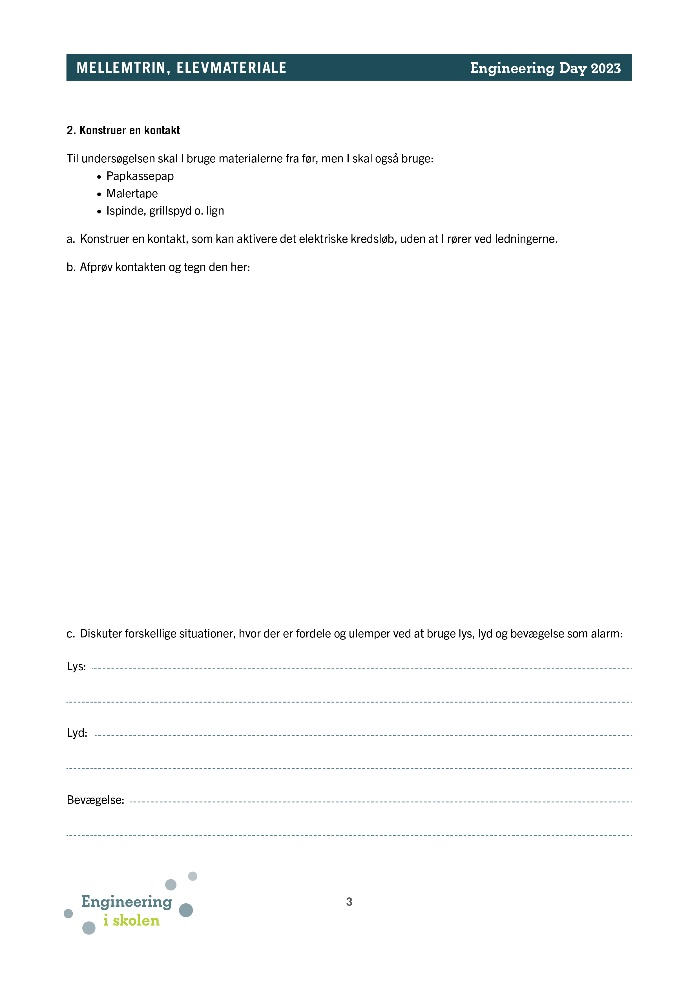 MELLEMTRIN, ELEVMATERIALE Engineering Day 2023
2. Konstruer en kontakt
Til undersøgelsen skal I bruge materialerne fra før, men I skal også bruge:
• Papkassepap
• Malertape
• Ispinde, grillspyd o. lign
a. Konstruer en kontakt, som kan aktivere det elektriske kredsløb, uden at I rører ved ledningerne.
b. Afprøv kontakten og tegn den her:
c. Diskuter forskellige situationer, hvor der er fordele og ulemper ved at bruge lys, lyd og bevægelse som alarm:
Lys:
Lyd:
Bevægelse:
Engineering
i skolen
3